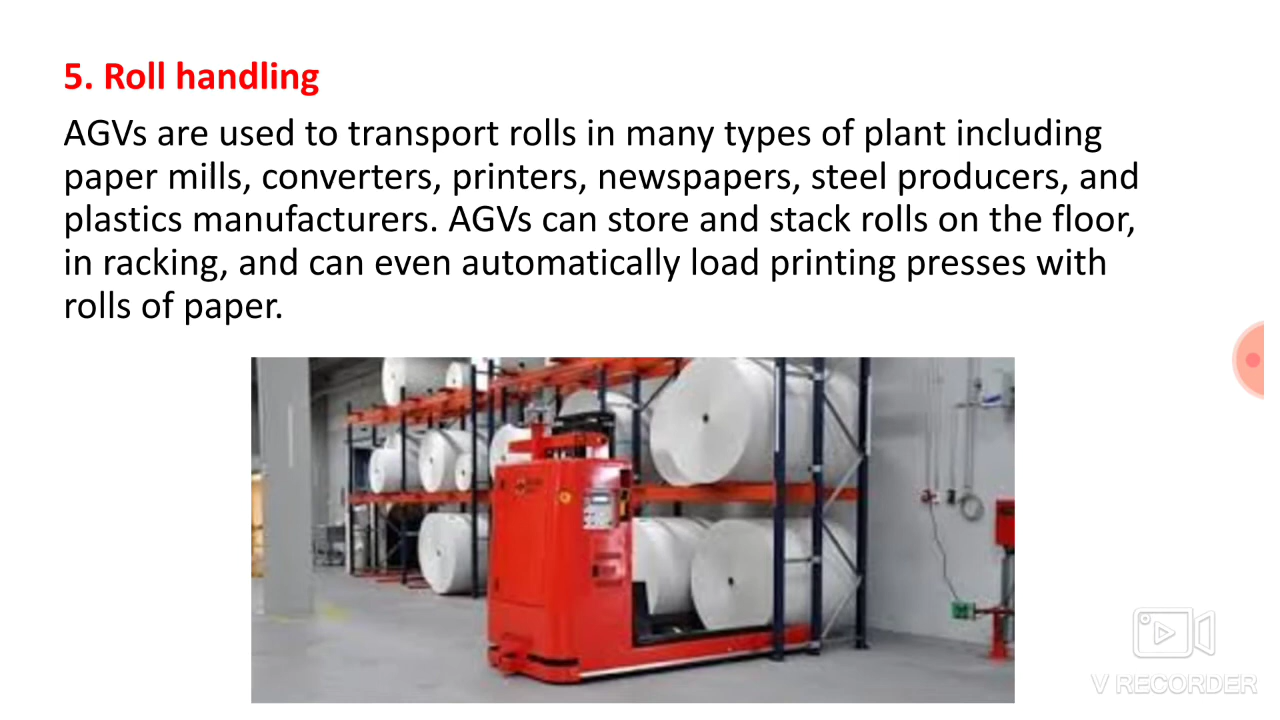 5. Roll handling
AGVs are used to transport rolls in many types of plant including
paper mills, converters, printers, newspapers, steel producers, and
plastics manufacturers. AGVs can store and stack rolls on the floor,
in racking, and can even automatically load printing presses with
rolls of paper.
V RECORDER